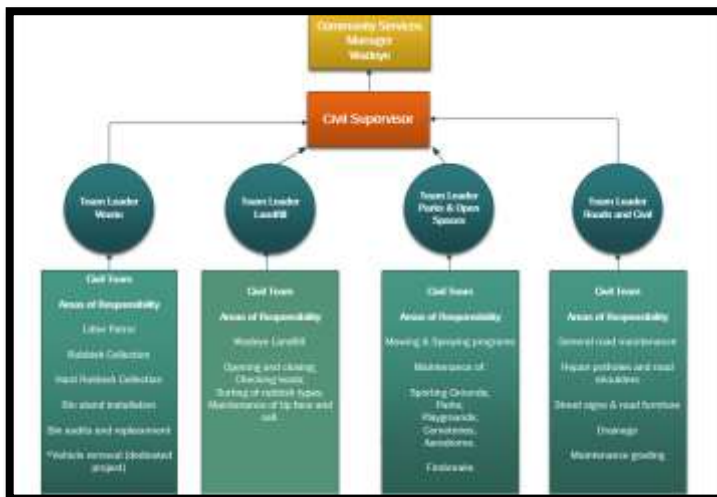 Community Services
Manager
Wadeye
Civil Supervisor
Team Leader
Waste
Team Leader
Landfill
Team Leader
Parks & Open
Spaces
Team Leader
Roads and Civil
Civil Team
Areas of Responsibility
Litter Patrol
Rubbish Collection
Hard Rubbish Collection
Bin stand installation
Bin audits and replacement
*Vehicle removal (dedicated
project)
Civil Team
Areas of Responsibility
Wadeye Landfill
Opening and closing;
Checking loads;
Sorting of rubbish types;
Maintenance of tip face and
cell.
Civil Team
Areas of Responsibility
Mowing & Spraying programs
Maintenance of:
Sporting Grounds,
Parks,
Playgrounds,
Cemeteries,
Aerodrome.
Firebreaks
Civil Team
Areas of Responsibility
General road maintenance
Repair potholes and road
shoulders
Street signs & road furniture
Drainage
Maintenance grading